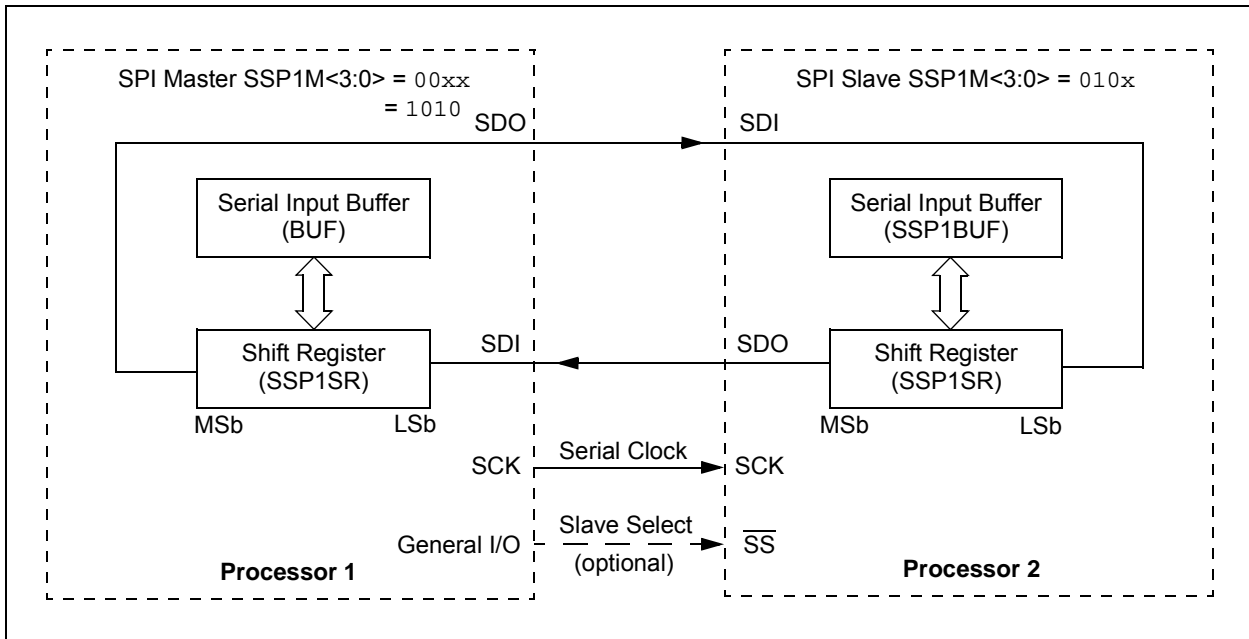 SPI Master SSP1M<3:0> = 00xx
= 1010
SDO
Serial Input Buffer
(BUF)
Shift Register
(SSP1SR)
MSb
LSb
SDI
SCK
General I/O
Processor 1
Serial Clock
Slave Select
(optional)
SPI Slave SSP1M<3:0> = 010x
SDI
Serial Input Buffer
(SSP1BUF)
SDO
Shift Register
(SSP1SR)
MSb
LSb
SCK
SS
Processor 2